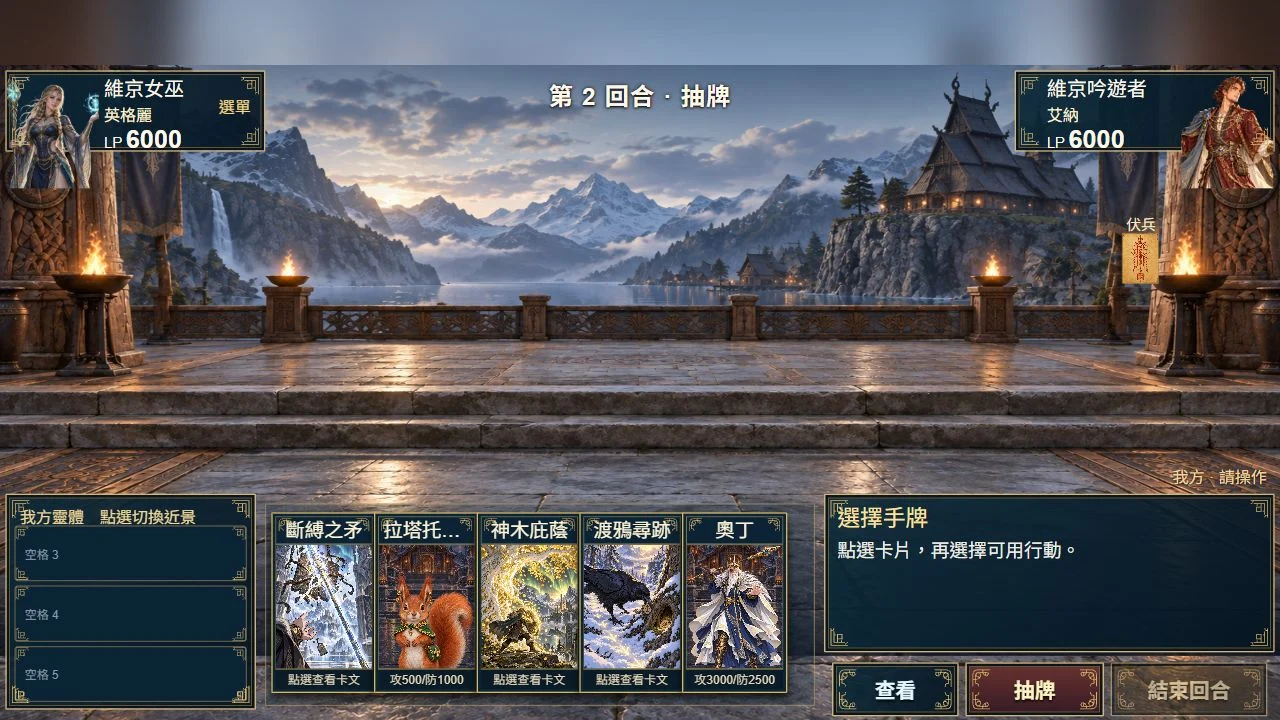 維京女巫
英格麗
選單
LP 6000
第 2 回合 · 抽牌
維京吟遊者
艾納
LP 6000
伏兵
我方 · 請操作
我方靈體 點選切換近景
空格 3
空格 4
空格 5
斷縛之矛
點選查看卡文
拉塔托...
攻500/防1000
神木庇蔭
點選查看卡文
渡鴉尋跡
點選查看卡文
奧丁
攻3000/防2500
選擇手牌
點選卡片，再選擇可用行動。
查看
抽牌
結束回合